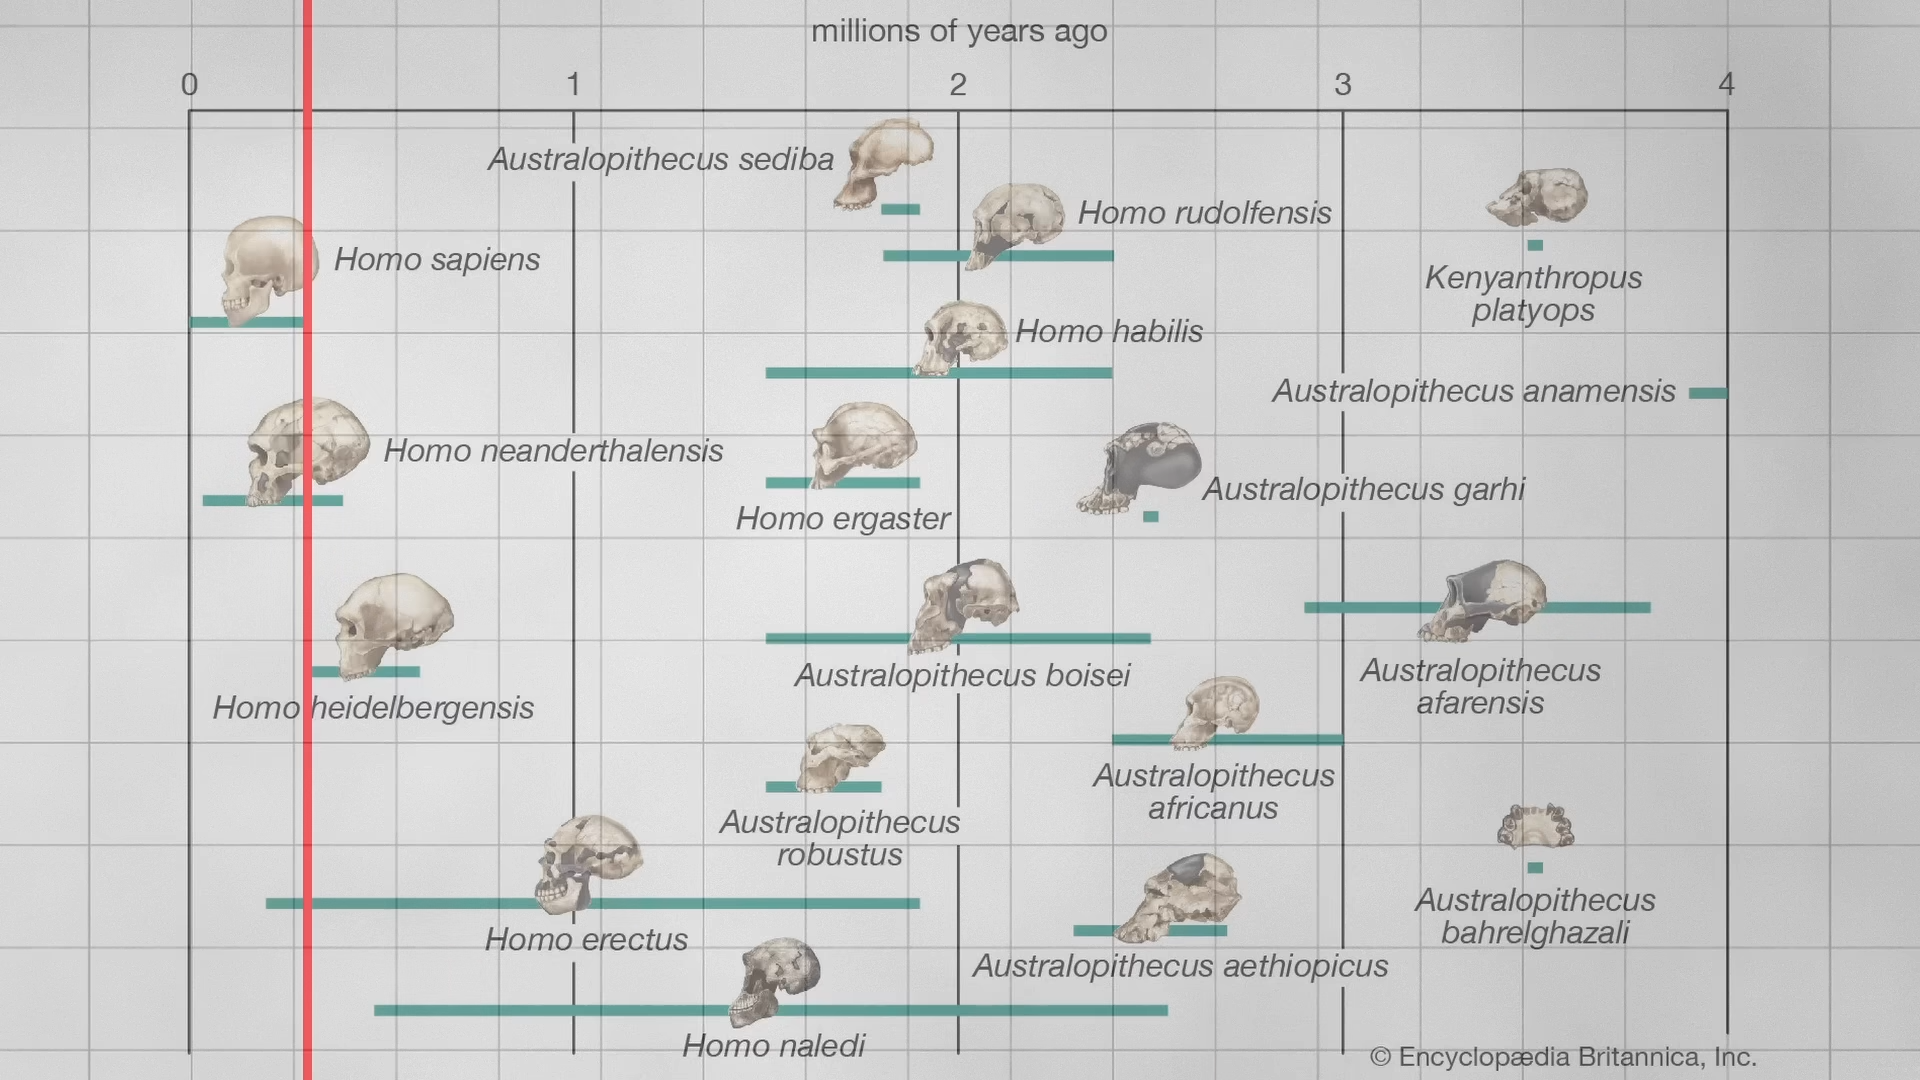 millions of years ago
0 1 2 3 4
Australopithecus sediba
Homo rudolfensis
Homo sapiens
Kenyanthropus
platyops
Homo habilis
Australopithecus anamensis
Homo neanderthalensis
Australopithecus garhi
Homo ergaster
Australopithecus boisei
Australopithecus
afarensis
Homo heidelbergensis
Australopithecus
africanus
Australopithecus
robustus
Australopithecus
bahrelghazali
Homo erectus
Australopithecus aethiopicus
Homo naledi
© Encyclopædia Britannica, Inc.